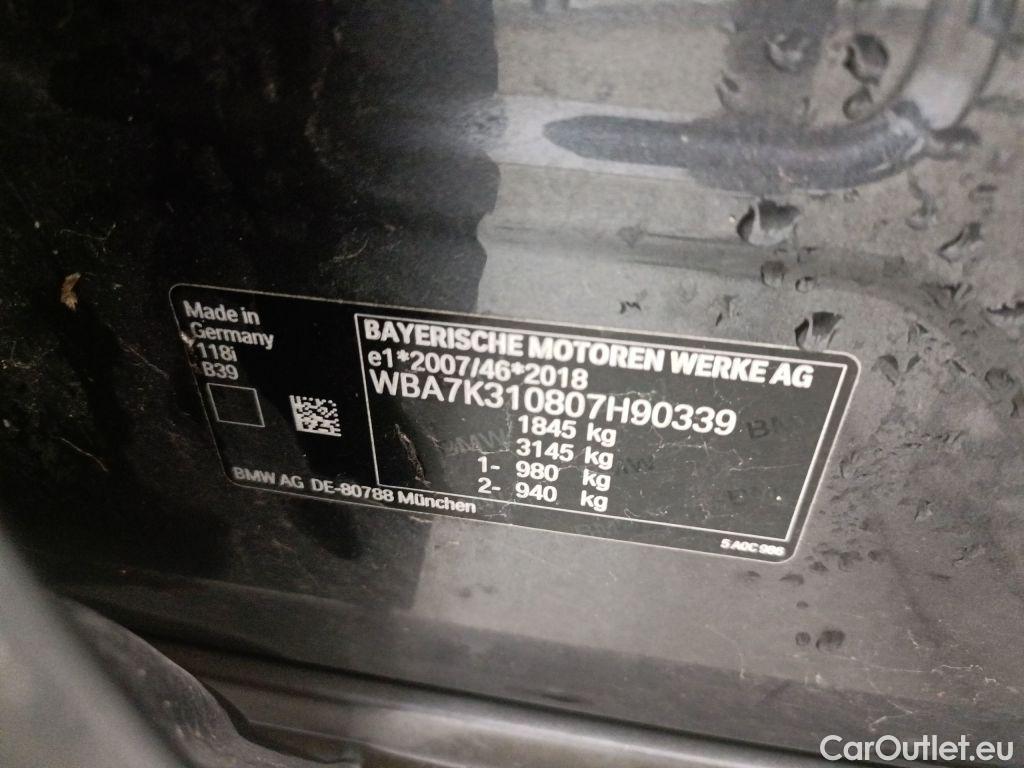 Made in
Germany
118i
B39
BMW AG DE-80788 München
BAYERISCHE MOTOREN WERKE AG
e1*2007/46*2018
WBA7K310807H90339
1845 kg
3145 kg
1- 980 kg
2- 940 kg
5 A0C 986
CarOutlet.eu